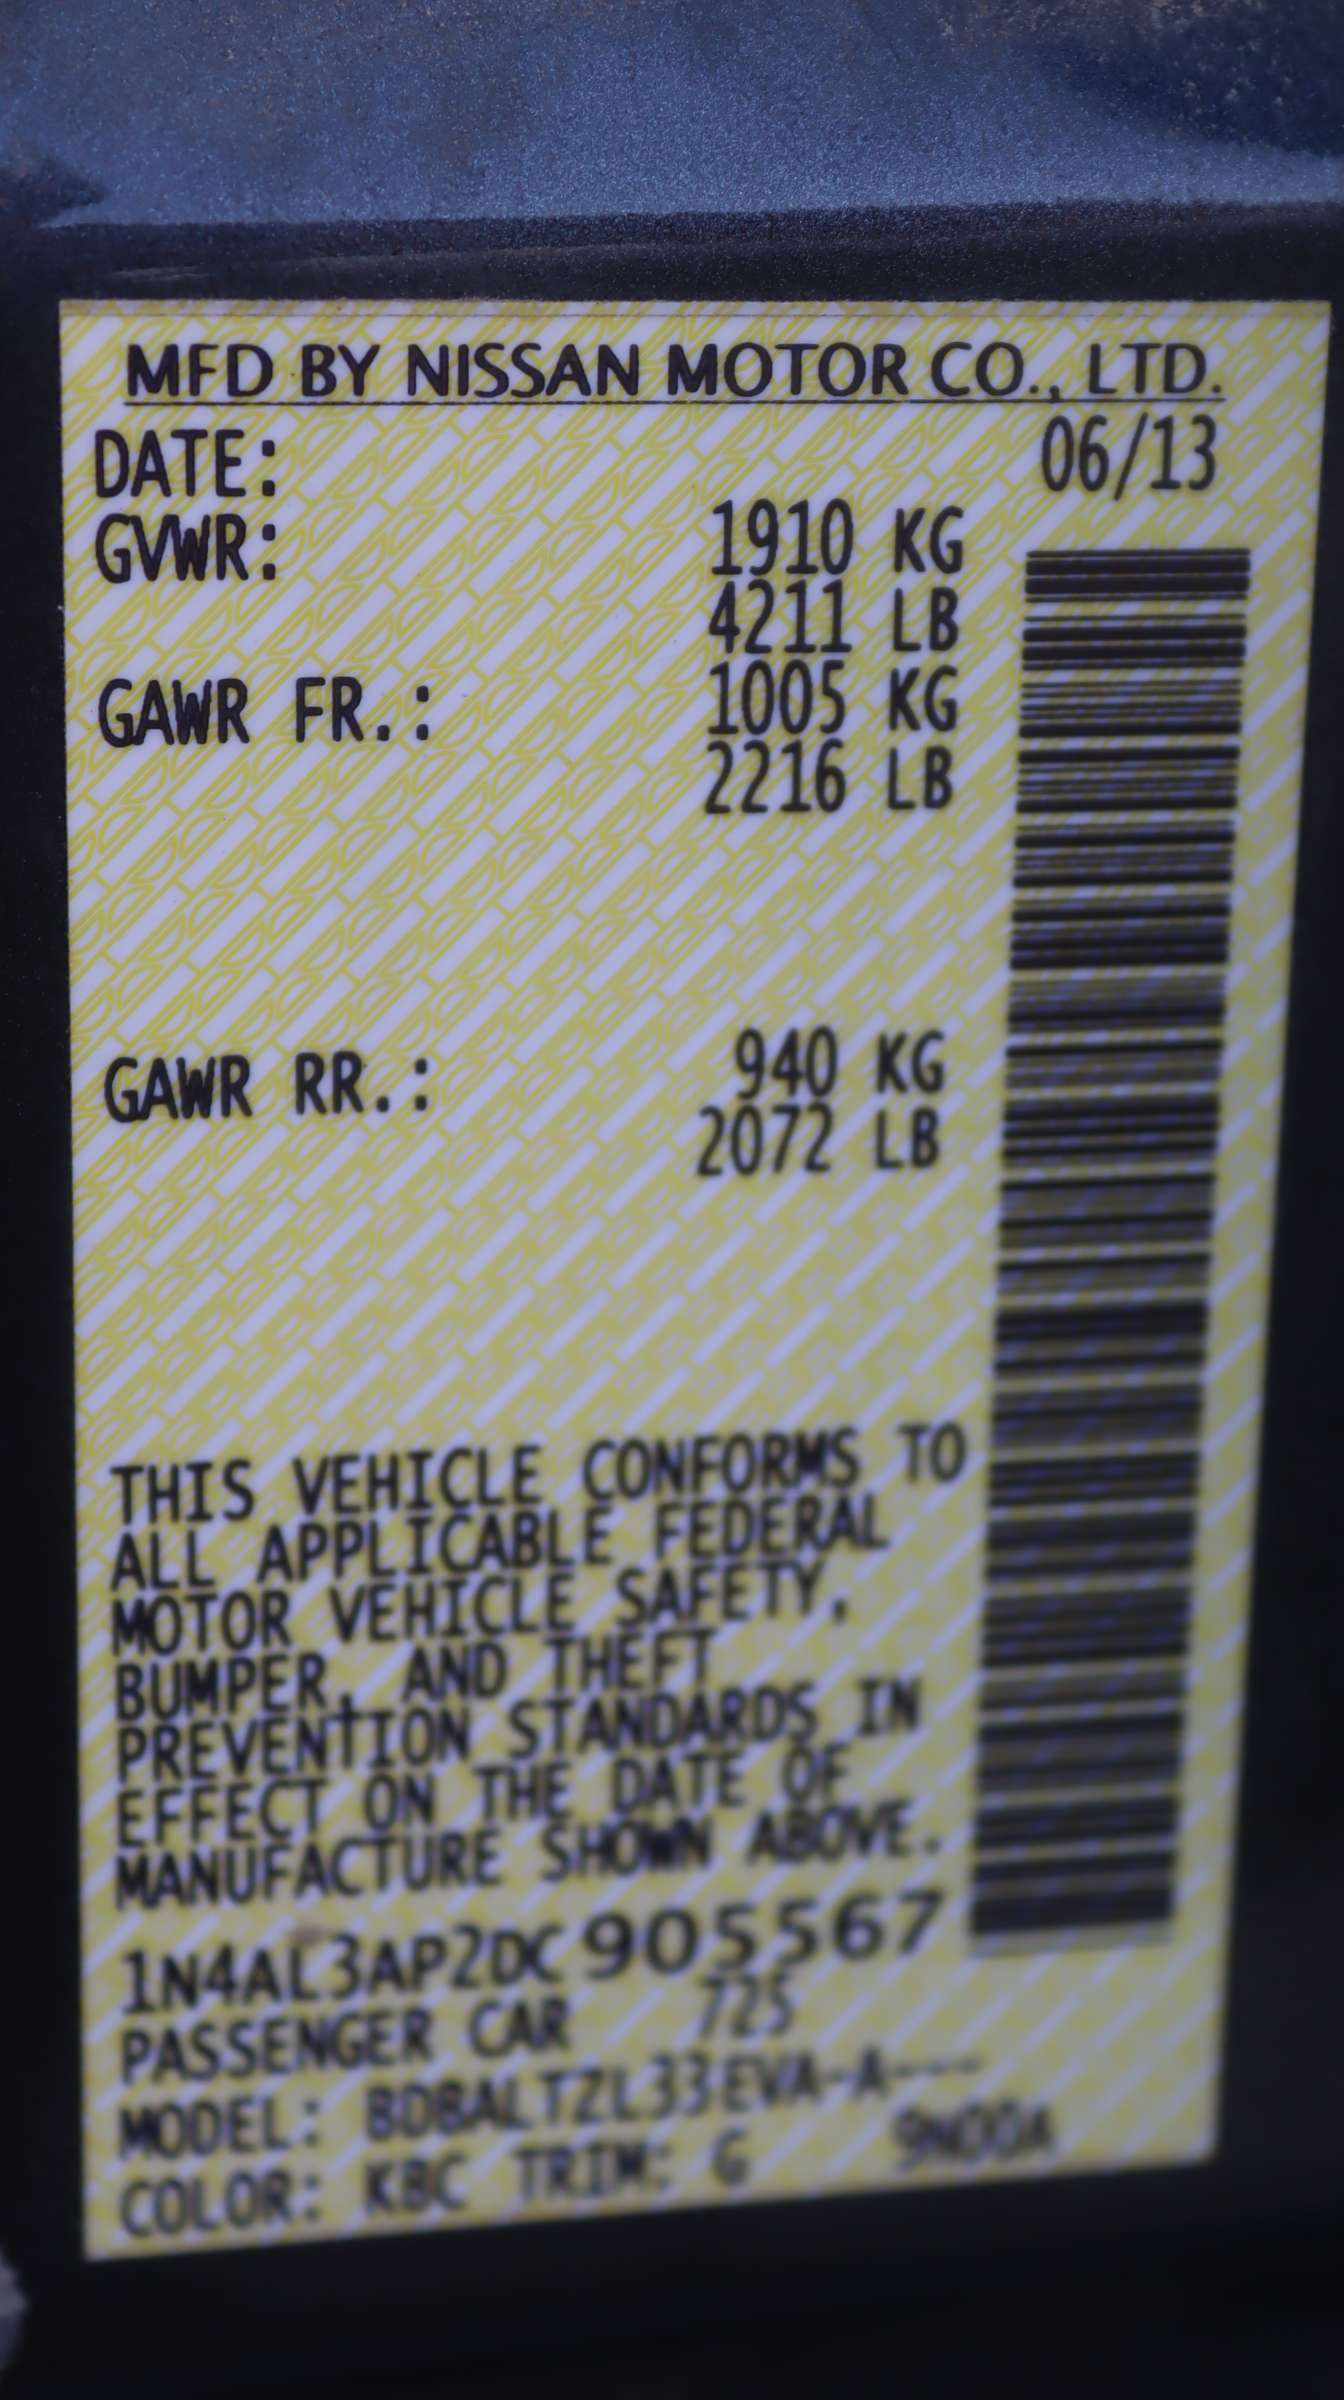 MFD BY NISSAN MOTOR CO., LTD.
DATE: 06/13
GVWR: 1910 KG
4211 LB
GAWR FR.: 1005 KG
2216 LB
GAWR RR.: 940 KG
2072 LB
THIS VEHICLE CONFORMS TO
ALL APPLICABLE FEDERAL
MOTOR VEHICLE SAFETY,
BUMPER, AND THEFT
PREVENTION STANDARDS IN
EFFECT ON THE DATE OF
MANUFACTURE SHOWN ABOVE.
1N4AL3AP2DC905567
PASSENGER CAR 725
MODEL: BDBALTZL33EVA-A----
COLOR: KBC TRIM: G 9N00A